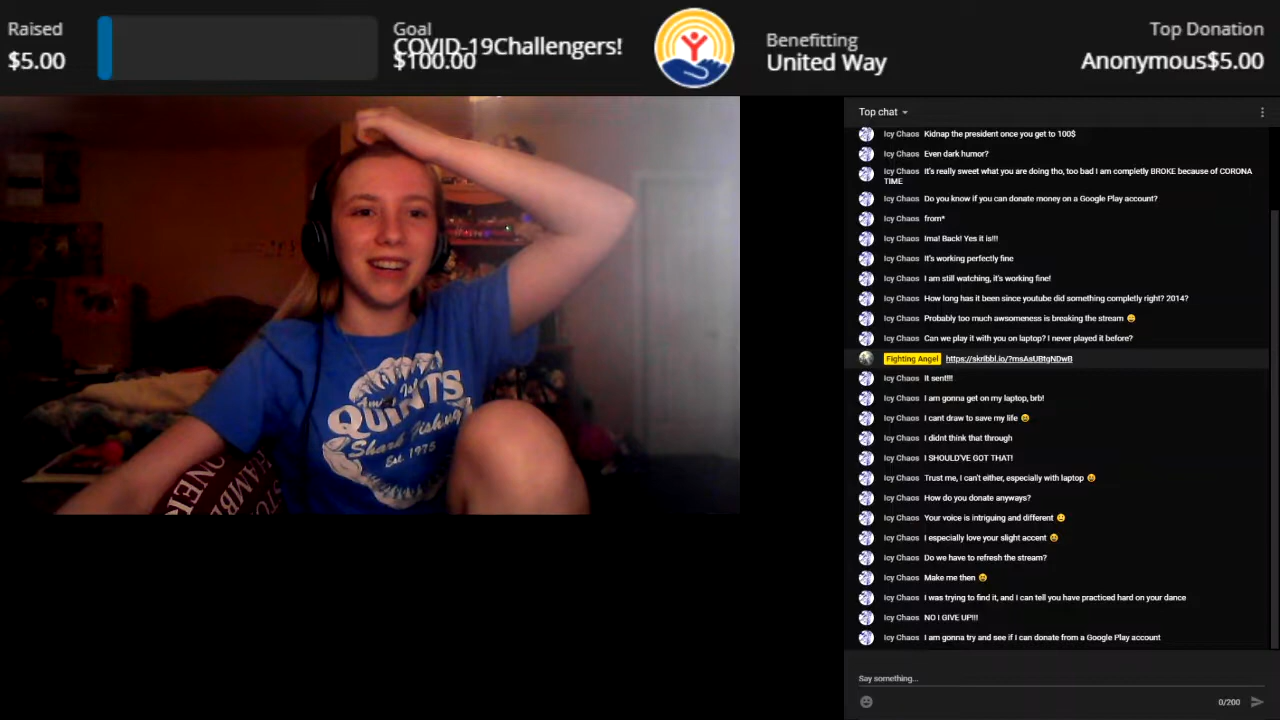 Raised
$5.00
Goal
COVID-19Challengers!
$100.00
Benefitting
United Way
Top Donation
Anonymous$5.00
QUINTS
Shark Fishing
Est. 1975
Top chat
Icy Chaos Kidnap the president once you get to 100$
Icy Chaos Even dark humor?
Icy Chaos It's really sweet what you are doing tho, too bad I am completly BROKE because of CORONA
TIME
Icy Chaos Do you know if you can donate money on a Google Play account?
Icy Chaos from*
Icy Chaos Ima! Back! Yes it is!!!
Icy Chaos It's working perfectly fine
Icy Chaos I am still watching, it's working fine!
Icy Chaos How long has it been since youtube did something completly right? 2014?
Icy Chaos Probably too much awsomeness is breaking the stream 😄
Icy Chaos Can we play it with you on laptop? I never played it before?
Fighting Angel https://skribbl.io/?msAsUBtgNDwB
Icy Chaos It sent!!!
Icy Chaos I am gonna get on my laptop, brb!
Icy Chaos I cant draw to save my life 😆
Icy Chaos I didnt think that through
Icy Chaos I SHOULD'VE GOT THAT!
Icy Chaos Trust me, I can't either, especially with laptop 😆
Icy Chaos How do you donate anyways?
Icy Chaos Your voice is intriguing and different 🙂
Icy Chaos I especially love your slight accent 😆
Icy Chaos Do we have to refresh the stream?
Icy Chaos Make me then 😆
Icy Chaos I was trying to find it, and I can tell you have practiced hard on your dance
Icy Chaos NO I GIVE UP!!!
Icy Chaos I am gonna try and see if I can donate from a Google Play account
Say something...
0/200